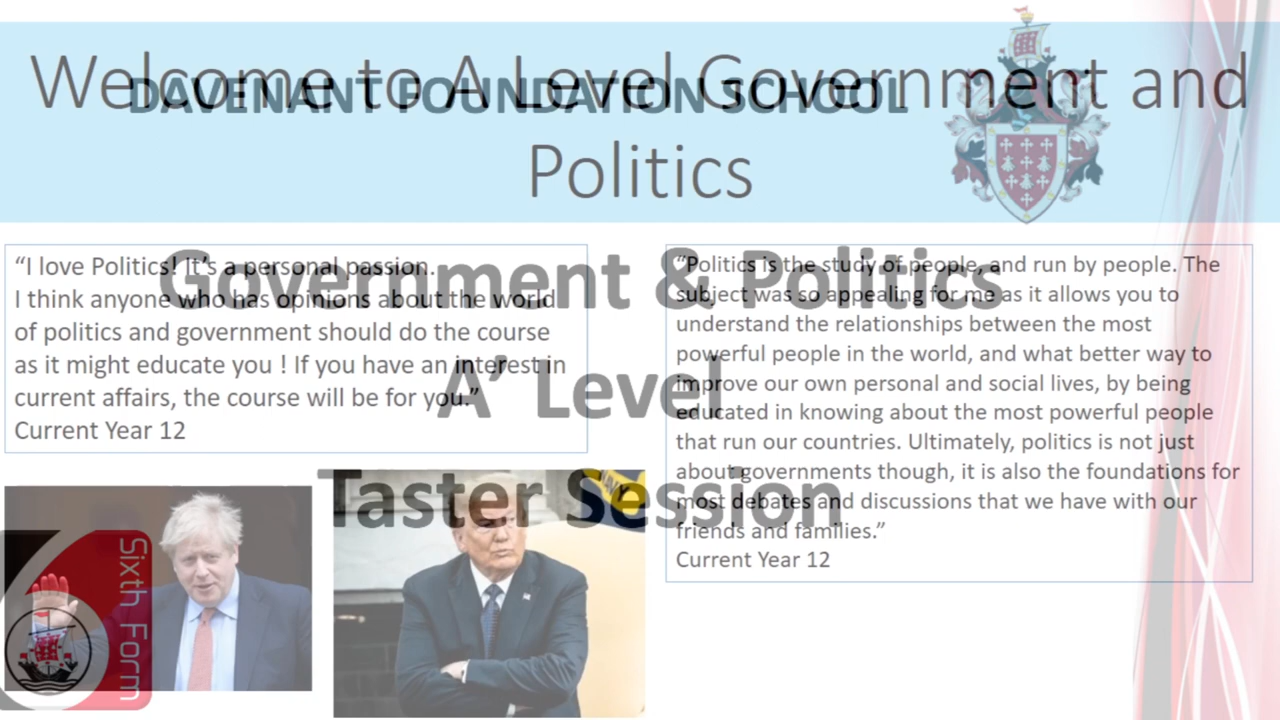 Welcome to A Level Government and
Politics
DAVENANT FOUNDATION SCHOOL
Government & Politics
A’ Level
Taster Session
“I love Politics! It’s a personal passion.
I think anyone who has opinions about the world
of politics and government should do the course
as it might educate you ! If you have an interest in
current affairs, the course will be for you.”
Current Year 12
“Politics is the study of people, and run by people. The
subject was so appealing for me as it allows you to
understand the relationships between the most
powerful people in the world, and what better way to
improve our own personal and social lives, by being
educated in knowing about the most powerful people
that run our countries. Ultimately, politics is not just
about governments though, it is also the foundations for
most debates and discussions that we have with our
friends and families.”
Current Year 12
NAVY
Sixth Form